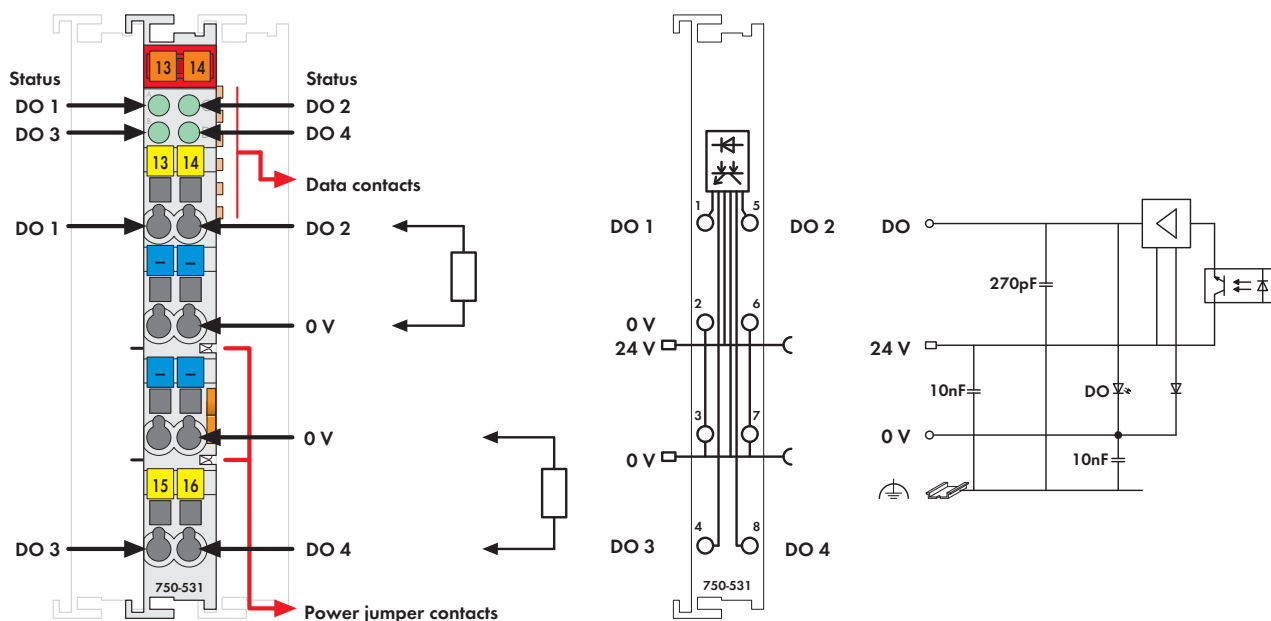 13 14
Status Status
A C
DO 1 DO 2
B
DO 3 DO 4
13 14
Data contacts
DO 1 DO 2
– –
0 V
– –
0 V
15 16
DO 3 DO 4
750-531
Power jumper contacts
1 5
DO 1 DO 2
2 6
0 V
24 V
3 7
0 V
4 8
DO 3 DO 4
750-531
DO
270pF
24 V
10nF
DO
0 V
10nF